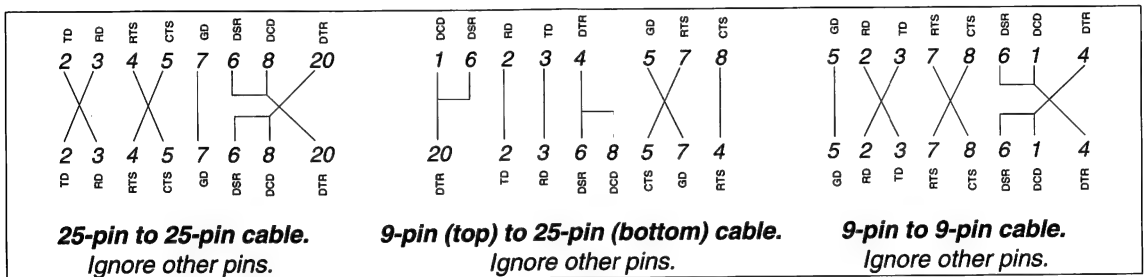 TD RD RTS CTS GD DSR DCD DTR DCD DSR RD TD DTR GD RTS CTS GD RD TD RTS CTS DSR DCD DTR
2 3 4 5 7 6 8 20 1 6 2 3 4 5 7 8 5 2 3 7 8 6 1 4
2 3 4 5 7 6 8 20 20 2 3 6 8 5 7 4 5 2 3 7 8 6 1 4
TD RD RTS CTS GD DSR DCD DTR DTR TD RD DSR DCD CTS GD RTS GD RD TD RTS CTS DSR DCD DTR
25-pin to 25-pin cable. 9-pin (top) to 25-pin (bottom) cable. 9-pin to 9-pin cable.
Ignore other pins. Ignore other pins. Ignore other pins.